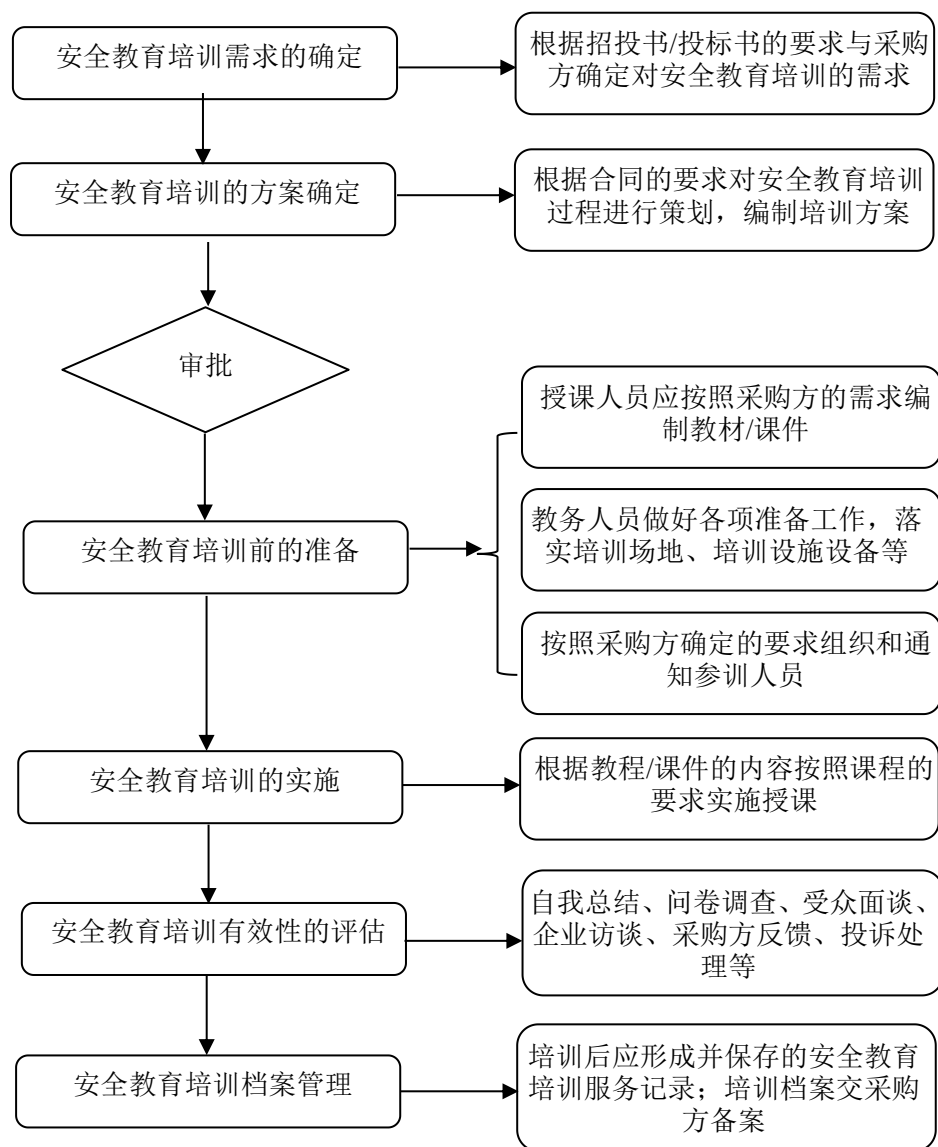 安全教育培训需求的确定
根据招投书/投标书的要求与采购
方确定对安全教育培训的需求
安全教育培训的方案确定
根据合同的要求对安全教育培训
过程进行策划，编制培训方案
审批
授课人员应按照采购方的需求编
制教材/课件
安全教育培训前的准备
教务人员做好各项准备工作，落
实培训场地、培训设施设备等
按照采购方确定的要求组织和通
知参训人员
安全教育培训的实施
根据教程/课件的内容按照课程的
要求实施授课
安全教育培训有效性的评估
自我总结、问卷调查、受众面谈、
企业访谈、采购方反馈、投诉处
理等
安全教育培训档案管理
培训后应形成并保存的安全教育
培训服务记录；培训档案交采购
方备案